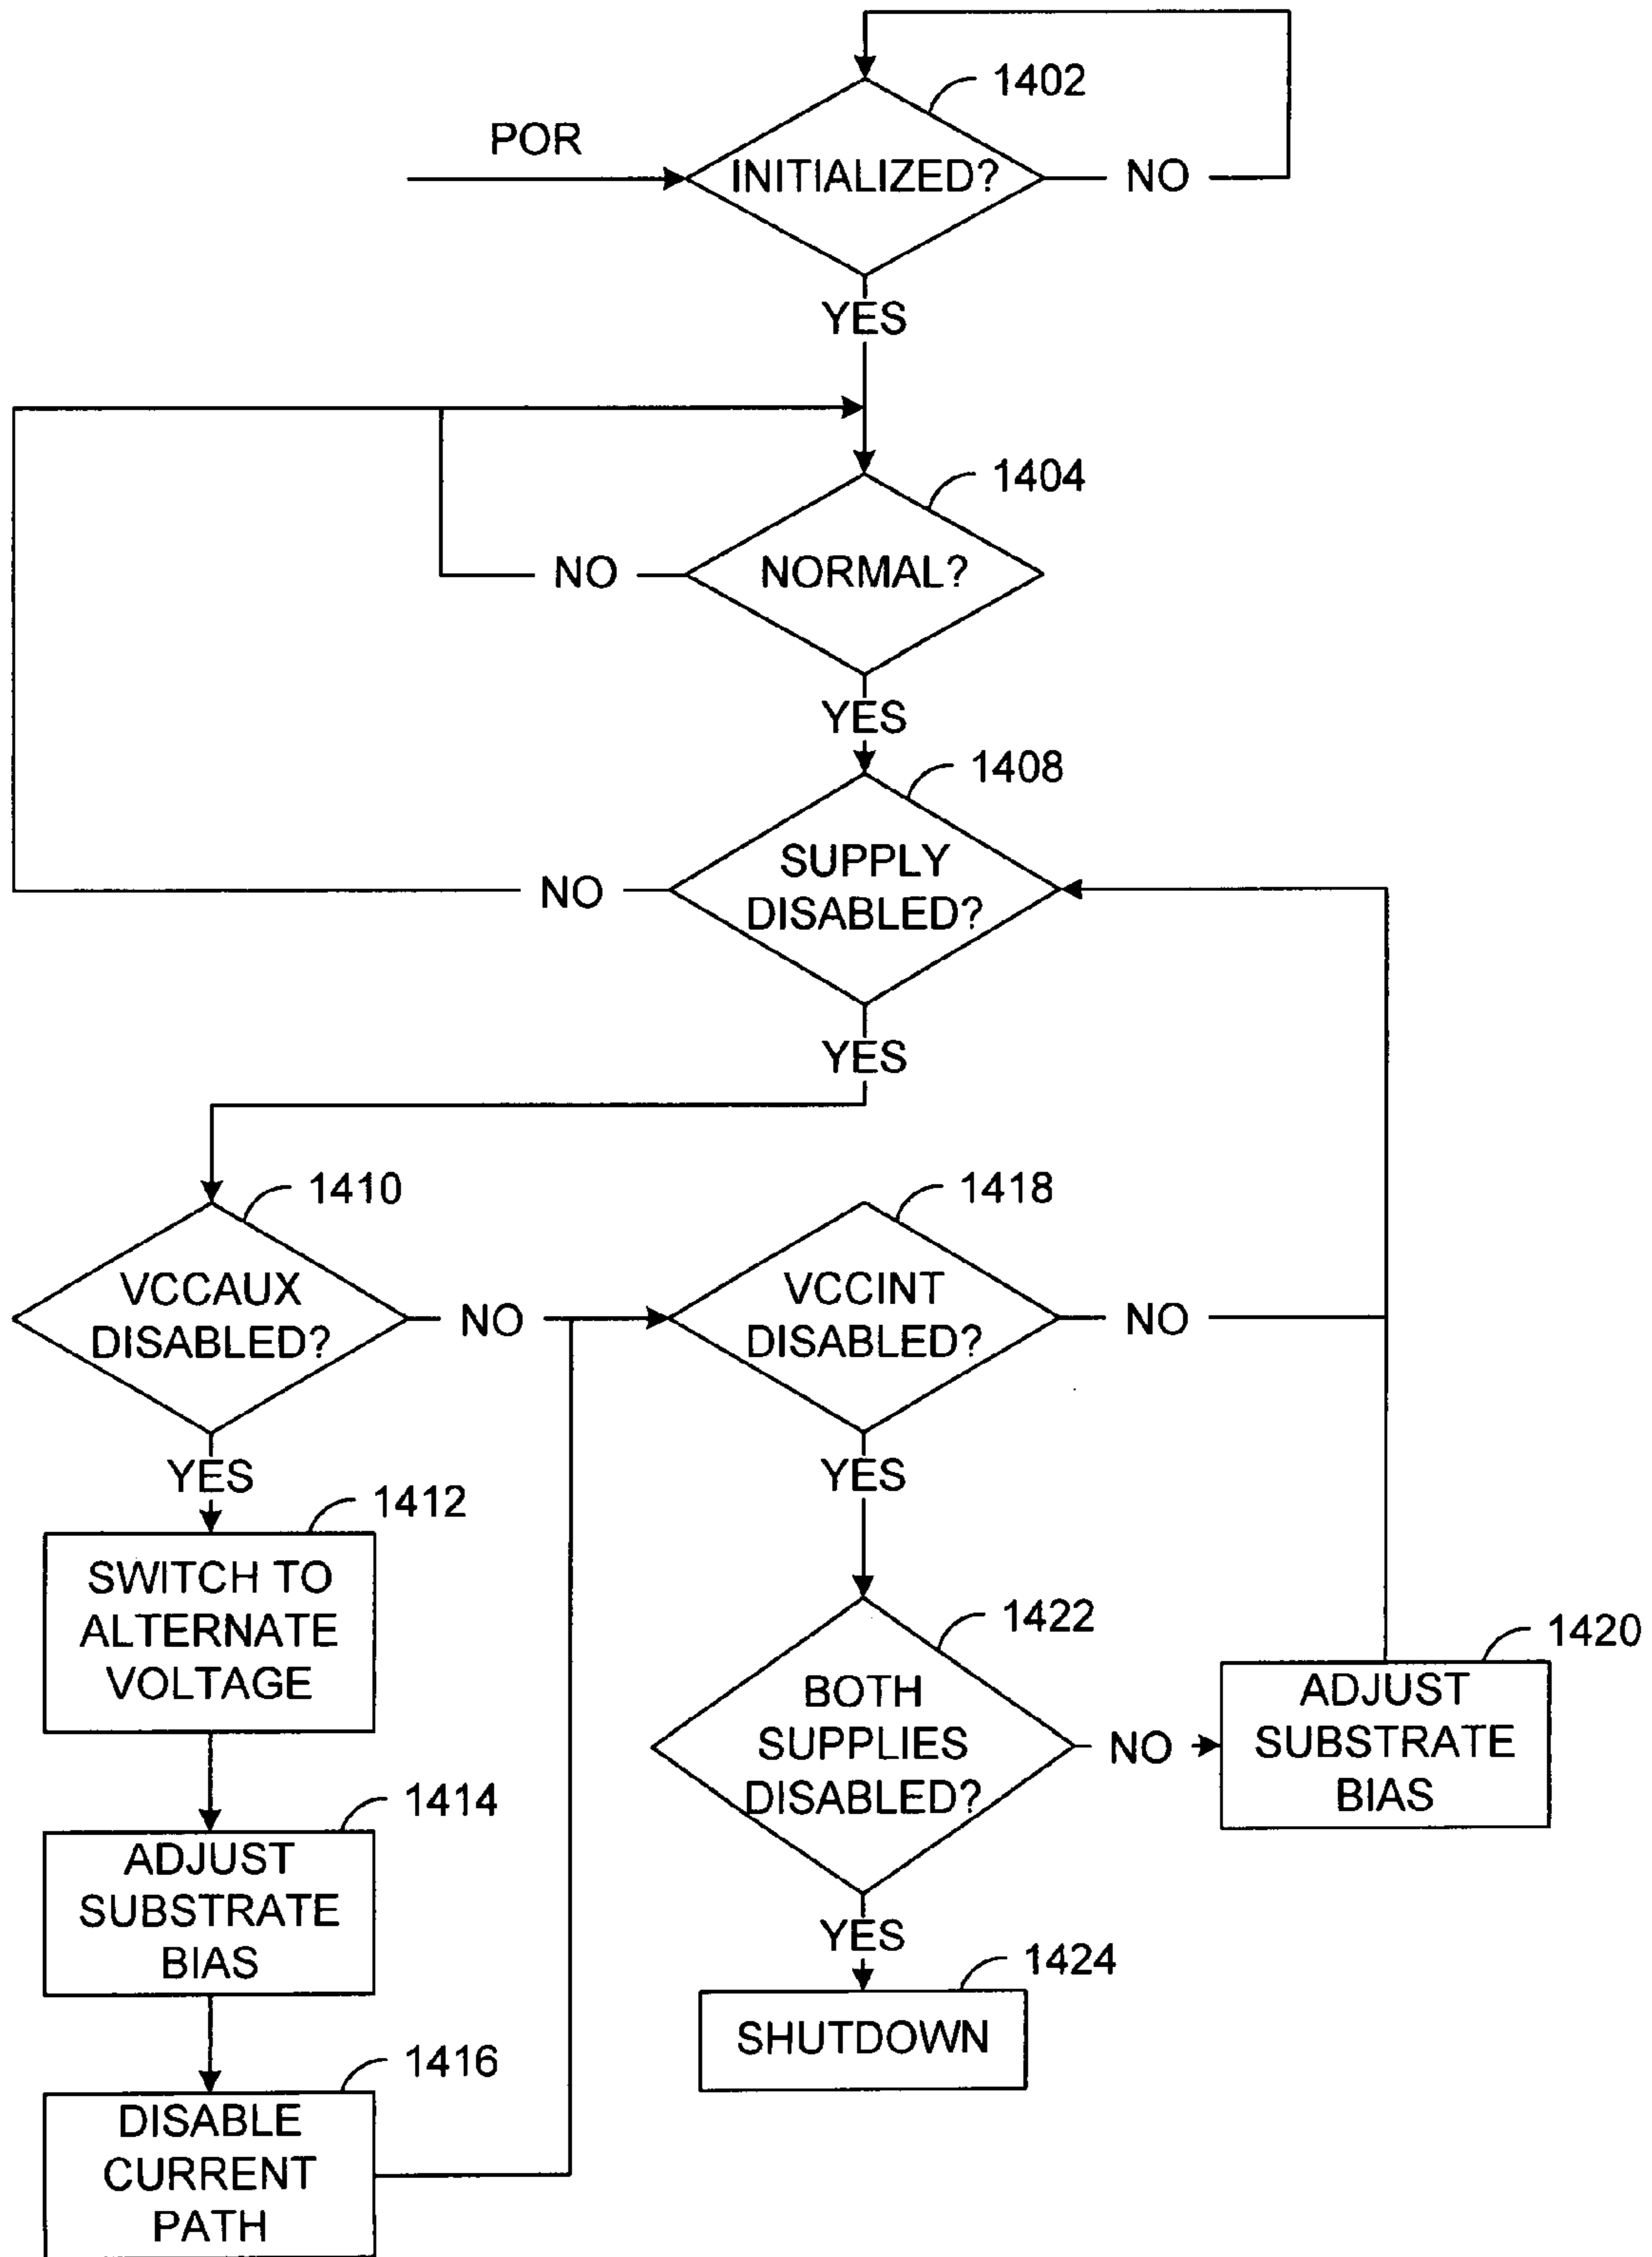 1402
POR
INITIALIZED?
NO
YES
1404
NO
NORMAL?
YES
1408
NO
SUPPLY
DISABLED?
YES
1410
VCCAUX
DISABLED?
NO
1418
VCCINT
DISABLED?
NO
YES
1412
SWITCH TO
ALTERNATE
VOLTAGE
YES
1422
BOTH
SUPPLIES
DISABLED?
NO
1420
ADJUST
SUBSTRATE
BIAS
1414
ADJUST
SUBSTRATE
BIAS
YES
1424
SHUTDOWN
1416
DISABLE
CURRENT
PATH